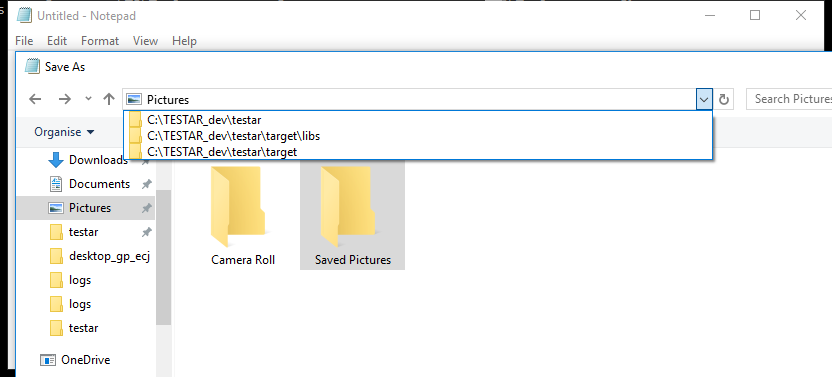 Untitled - Notepad
File Edit Format View Help
Save As
Pictures
Search Pictures
C:\TESTAR_dev\testar
C:\TESTAR_dev\testar\target\libs
C:\TESTAR_dev\testar\target
Organise
Downloads
Documents
Pictures
testar
desktop_gp_ecj
logs
logs
testar
OneDrive
Camera Roll
Saved Pictures